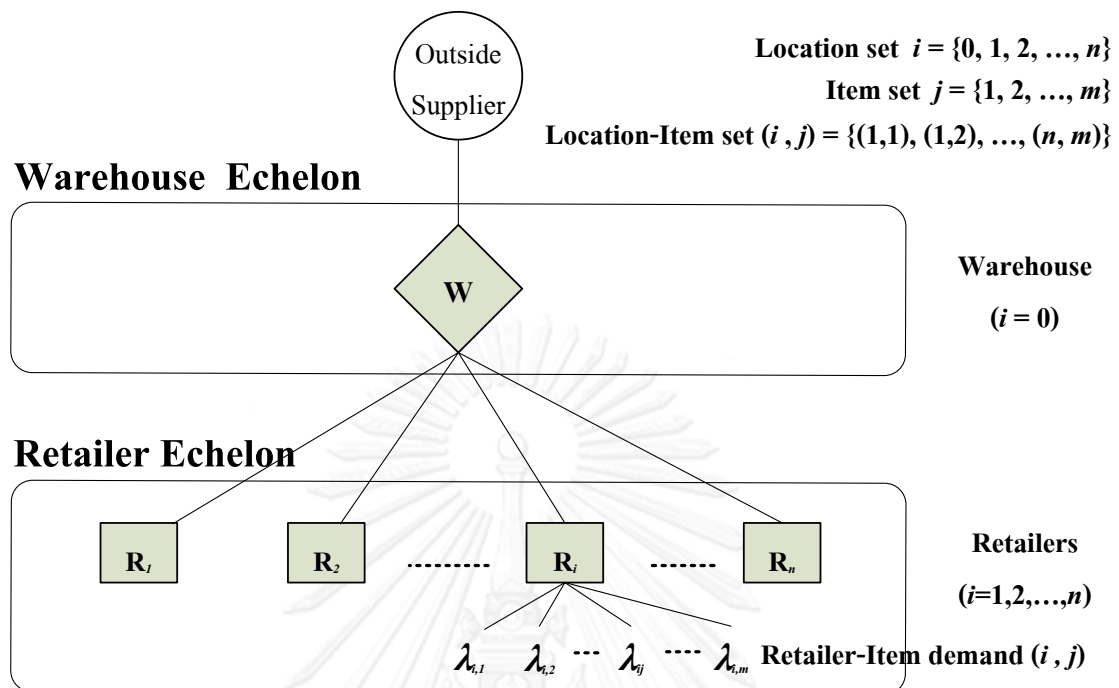 Outside
Supplier
Location set i = {0, 1, 2, ..., n}
Item set j = {1, 2, ..., m}
Location-Item set (i , j) = {(1,1), (1,2), ..., (n, m)}
Warehouse Echelon
W
Warehouse
(i = 0)
Retailer Echelon
R₁ R₂ ......... Rᵢ ....... Rₙ
Retailers
(i=1,2,...,n)
λi,1 λi,2 .... λij ..... λi,m Retailer-Item demand (i , j)